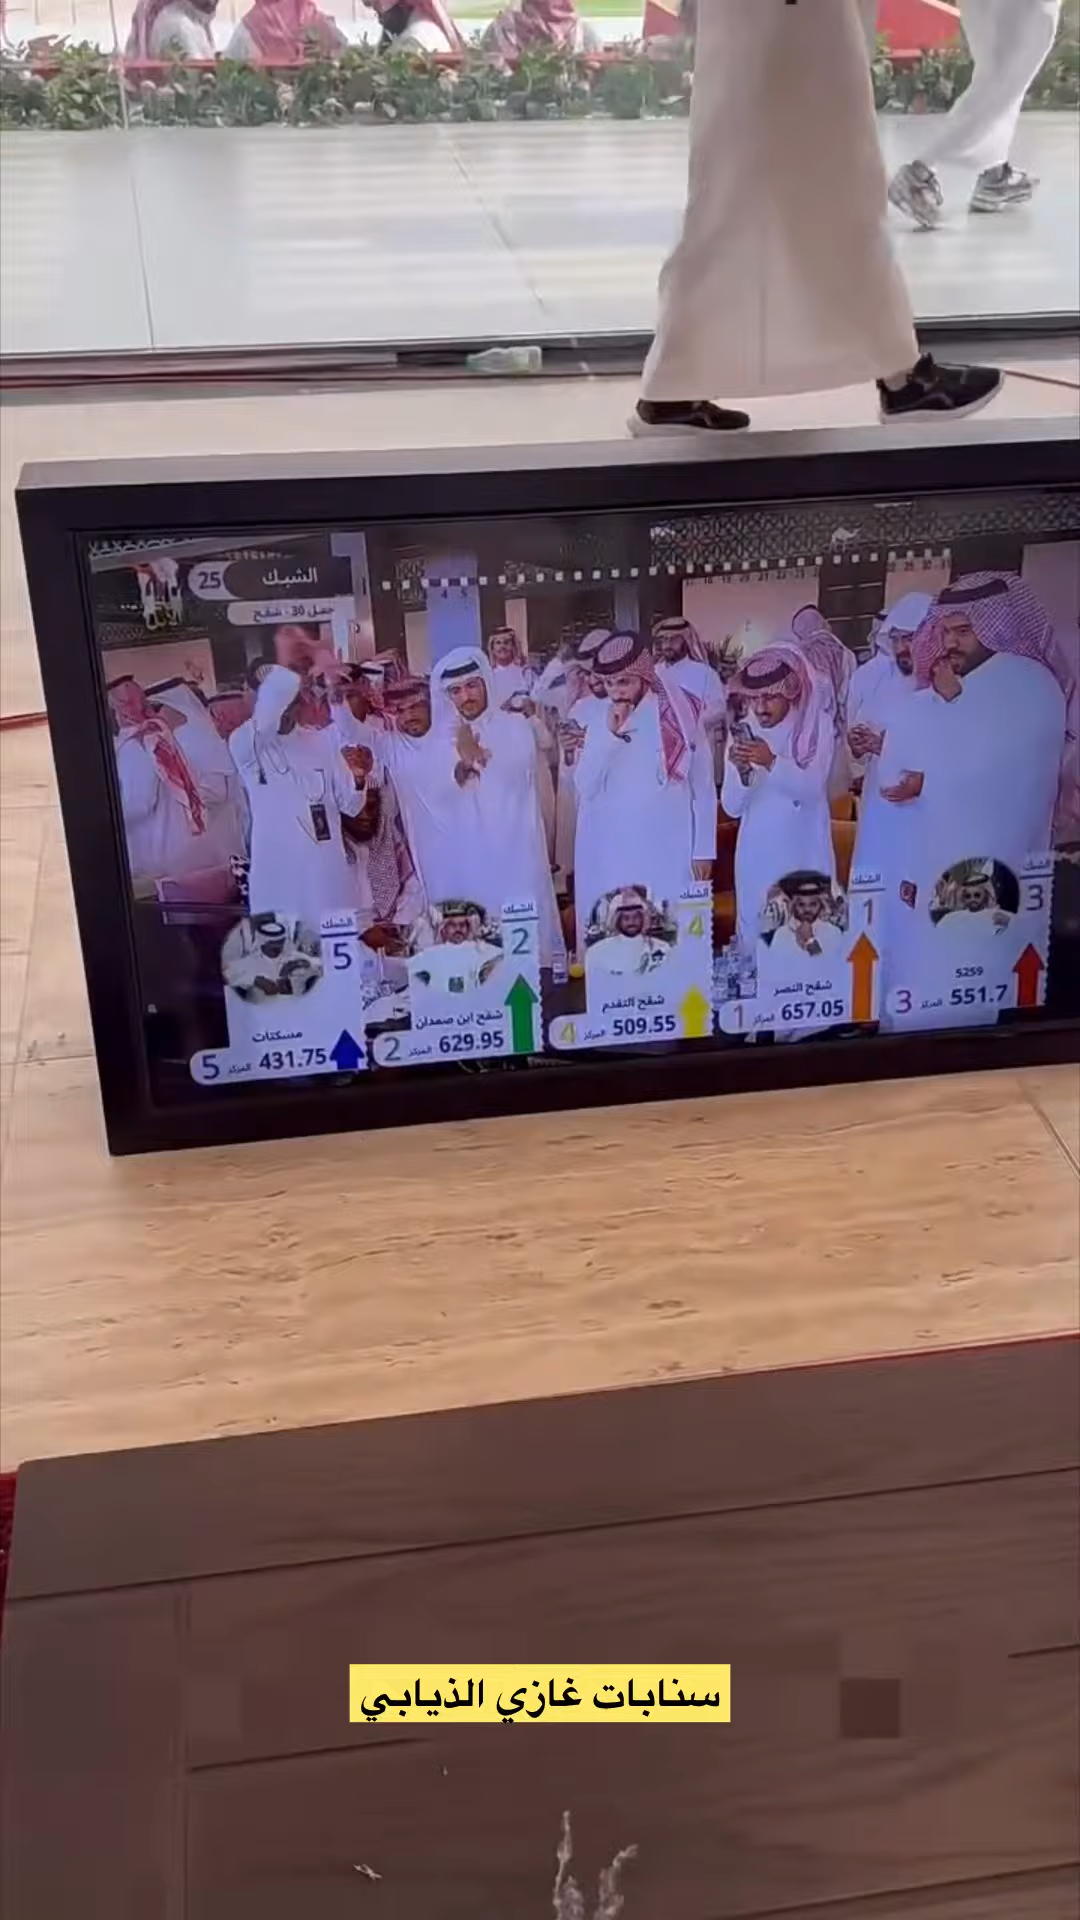 الشبك
25
جمل 30 - شقح
الشبك
5
مسكتات
431.75
المركز
5
الشبك
2
شقح ابن صمدان
629.95
المركز
2
الشبك
4
شقح التقدم
509.55
المركز
4
الشبك
1
شقح النصر
657.05
المركز
1
الشبك
3
5259
551.7
المركز
3
سنابات غازي الذيابي